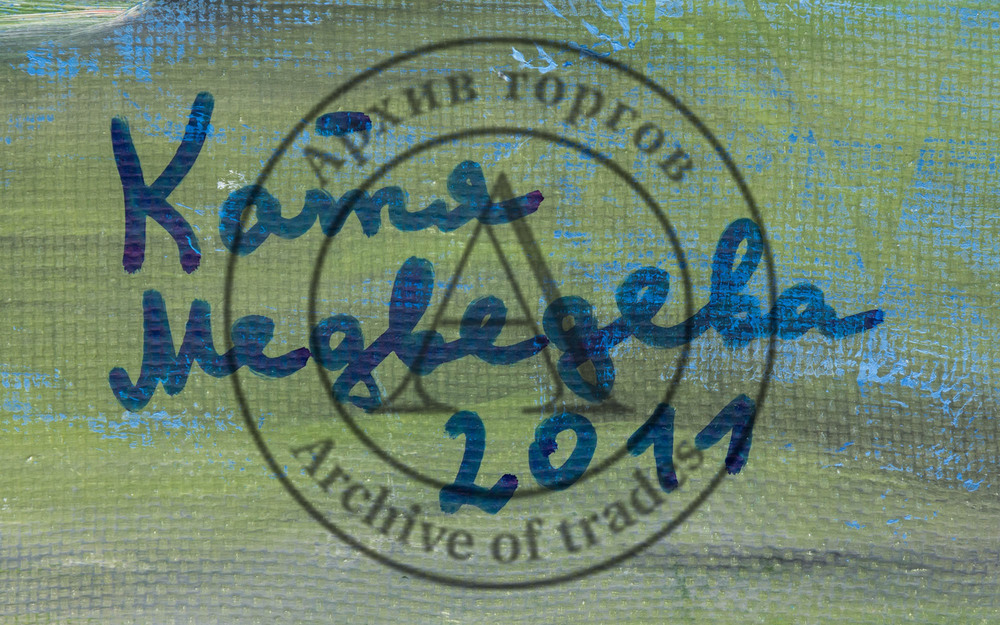 Катя
Медведева
2011
Архив торгов
Archive of trades